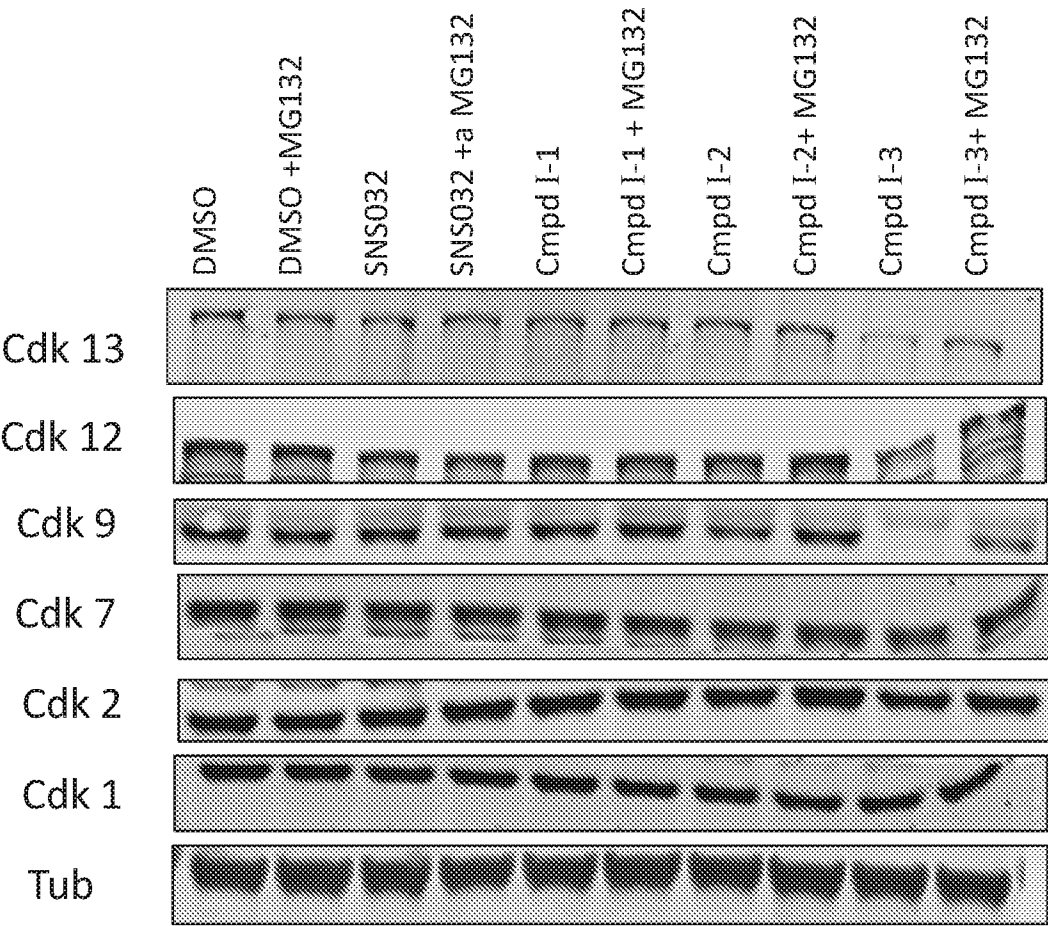 DMSO
DMSO +MG132
SNS032
SNS032 +a MG132
Cmpd I-1
Cmpd I-1 + MG132
Cmpd I-2
Cmpd I-2+ MG132
Cmpd I-3
Cmpd I-3+ MG132
Cdk 13
Cdk 12
Cdk 9
Cdk 7
Cdk 2
Cdk 1
Tub